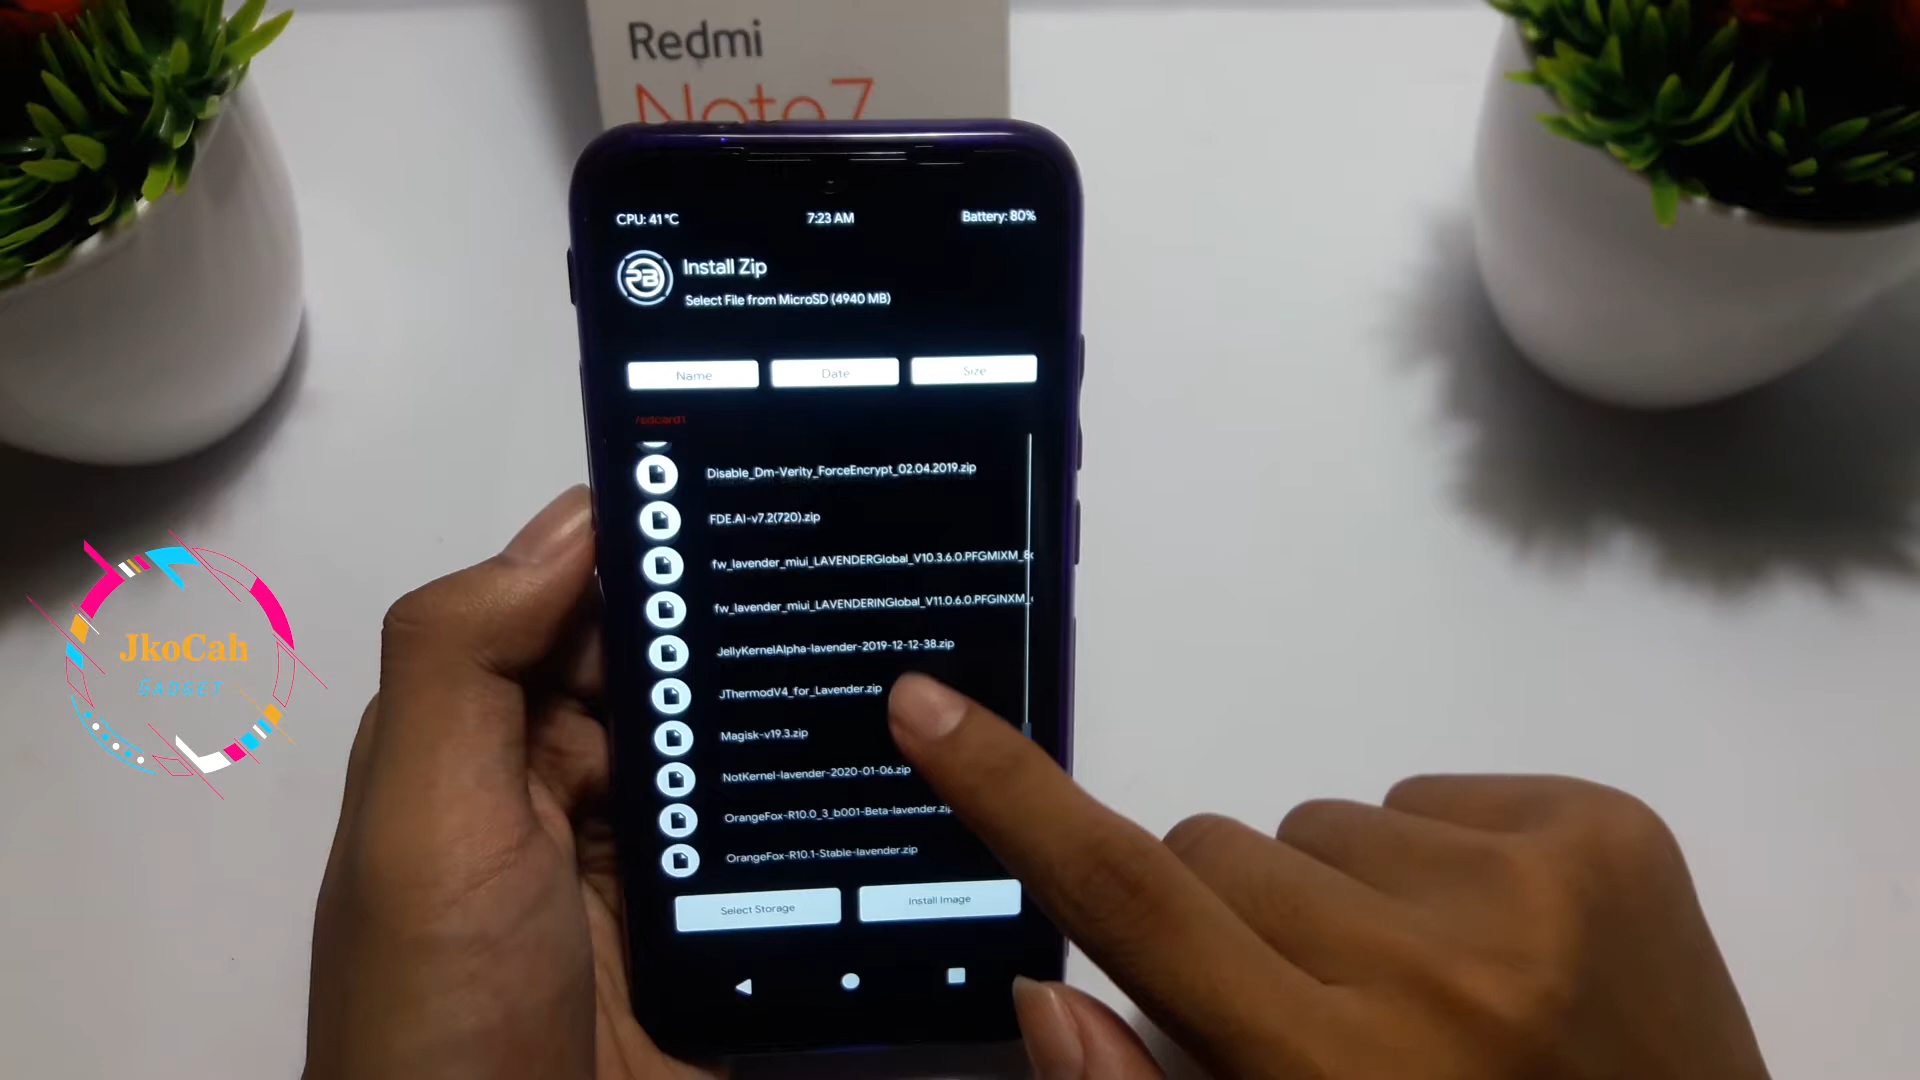 Redmi
Note 7
CPU: 41 °C
7:23 AM
Battery: 80%
PB
Install Zip
Select File from MicroSD (4940 MB)
Name
Date
Size
Disable_Dm-Verity_ForceEncrypt_02.04.2019.zip
FDE.AI-v7.2(720).zip
fw_lavender_miui_LAVENDERGlobal_V10.3.6.0.PFGMIXM_
fw_lavender_miui_LAVENDERINGlobal_V11.0.6.0.PFGINXM_
JellyKernelAlpha-lavender-2019-12-12-38.zip
JThermodV4_for_Lavender.zip
Magisk-v19.3.zip
NotKernel-lavender-2020-01-06.zip
OrangeFox-R10.0_3_b001-Beta-lavender.zip
OrangeFox-R10.1-Stable-lavender.zip
Select Storage
Install Image
JkoCah
GADGET